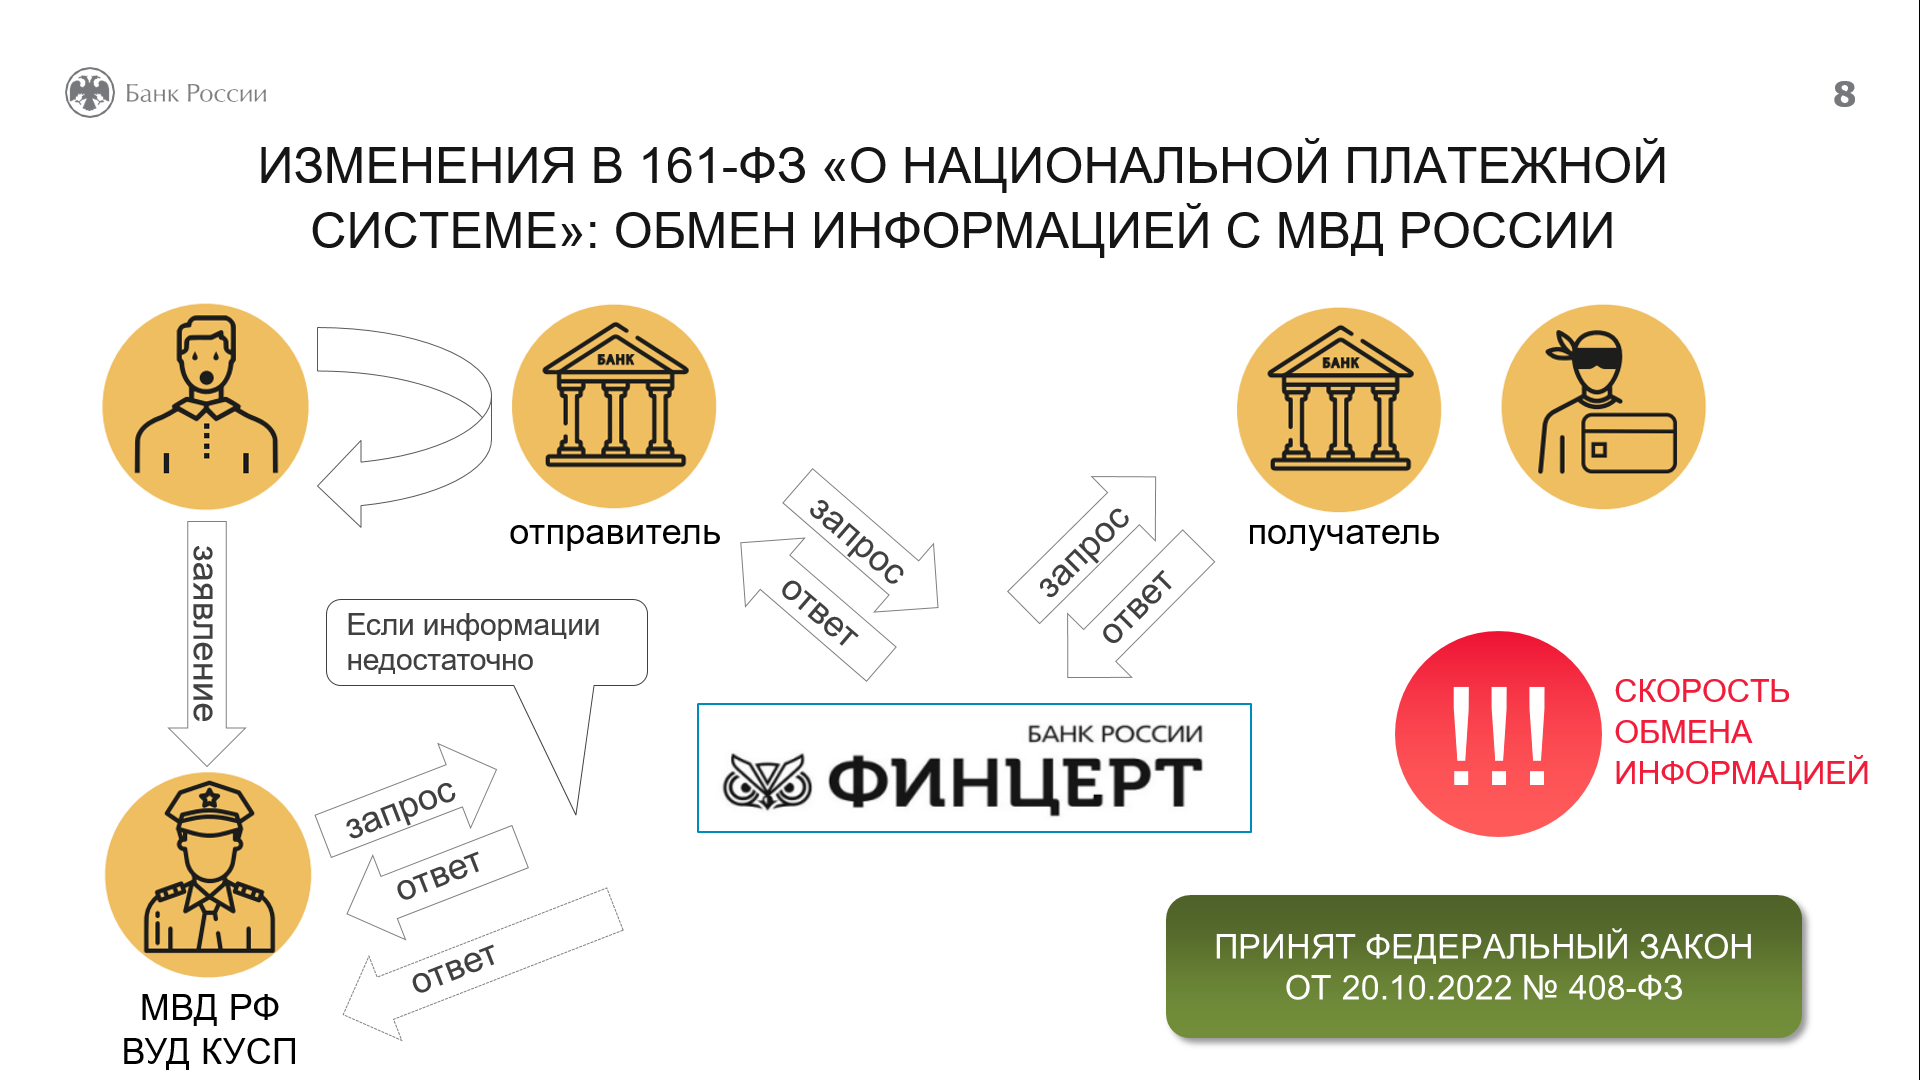 Банк России
8
ИЗМЕНЕНИЯ В 161-ФЗ «О НАЦИОНАЛЬНОЙ ПЛАТЕЖНОЙ
СИСТЕМЕ»: ОБМЕН ИНФОРМАЦИЕЙ С МВД РОССИИ
БАНК
БАНК
отправитель
получатель
запрос
ответ
запрос
ответ
заявление
Если информации
недостаточно
БАНК РОССИИ
ФИНЦЕРТ
!!!
СКОРОСТЬ
ОБМЕНА
ИНФОРМАЦИЕЙ
запрос
ответ
ответ
МВД РФ
ВУД КУСП
ПРИНЯТ ФЕДЕРАЛЬНЫЙ ЗАКОН
ОТ 20.10.2022 № 408-ФЗ